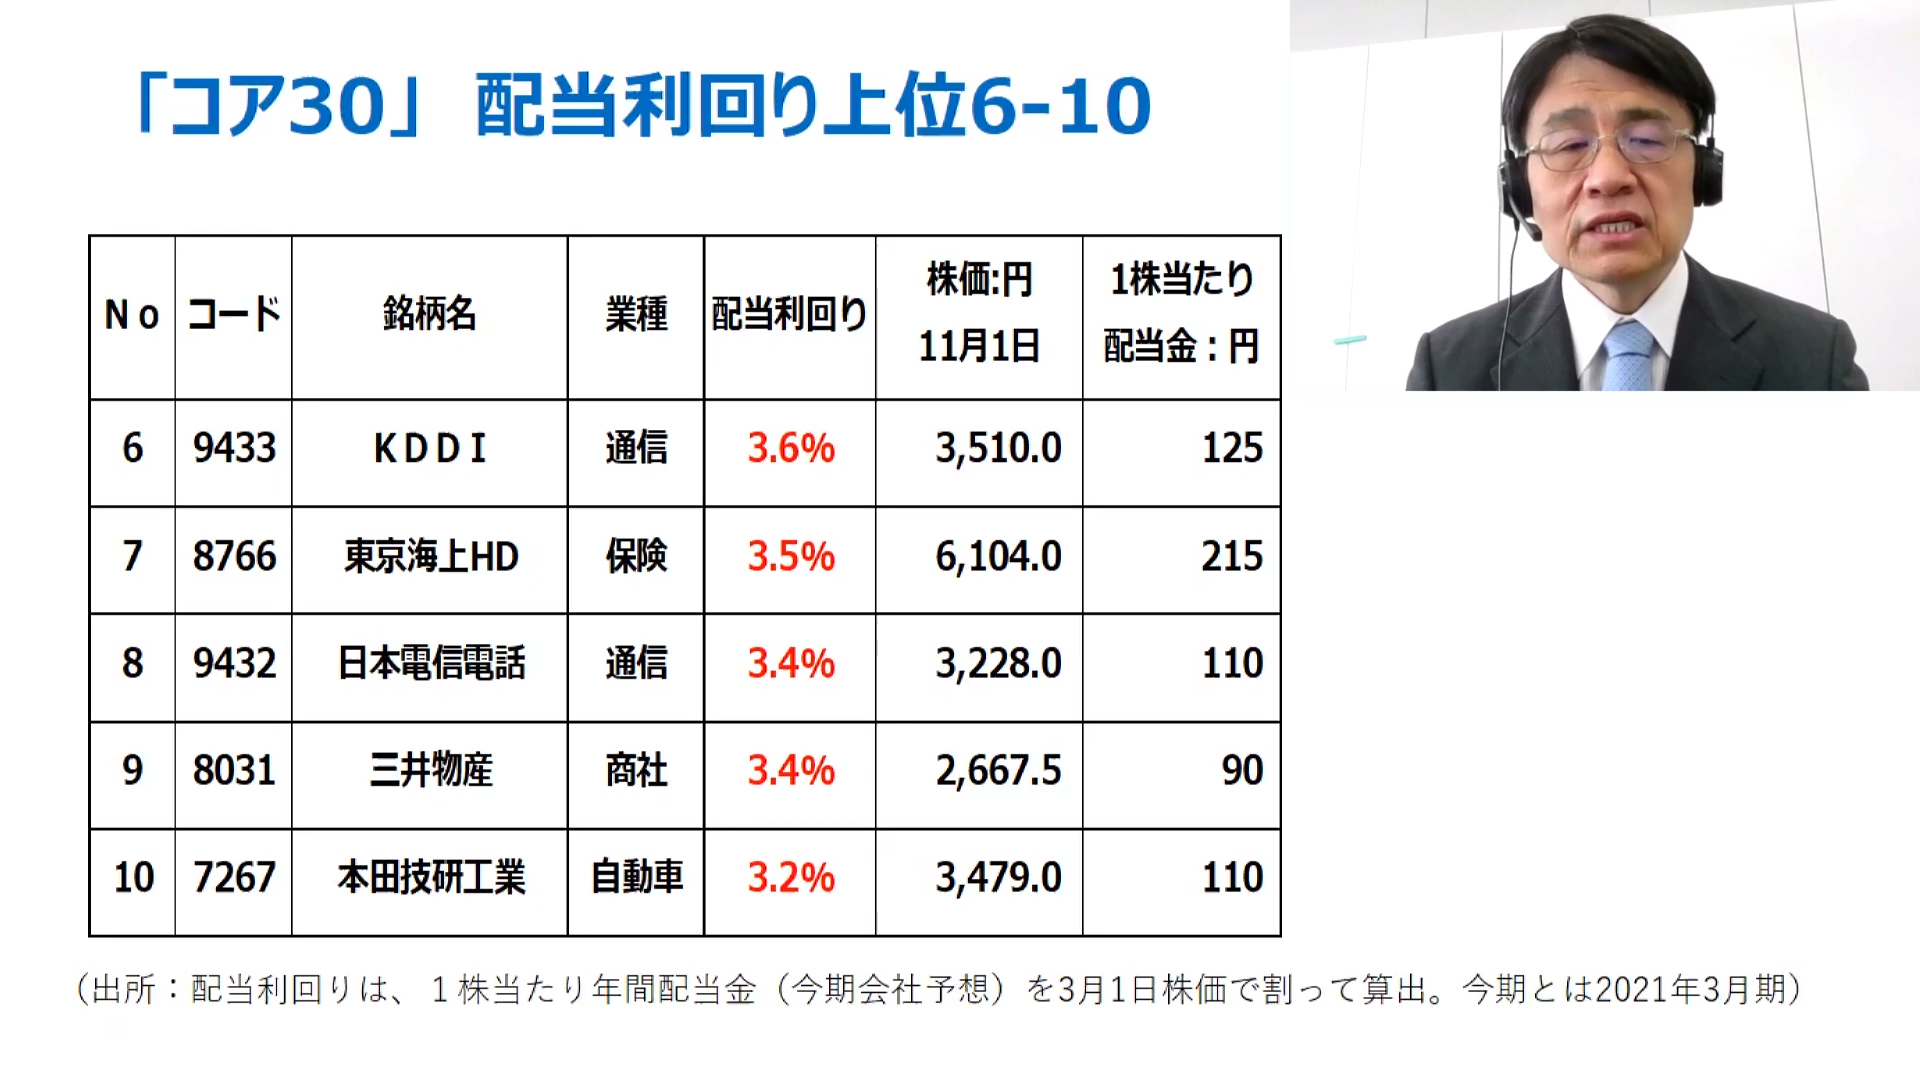 「コア30」 配当利回り上位6-10
Ｎｏ コード 銘柄名 業種 配当利回り 株価:円 11月1日 1株当たり 配当金：円
6 9433 ＫＤＤＩ 通信 3.6% 3,510.0 125
7 8766 東京海上HD 保険 3.5% 6,104.0 215
8 9432 日本電信電話 通信 3.4% 3,228.0 110
9 8031 三井物産 商社 3.4% 2,667.5 90
10 7267 本田技研工業 自動車 3.2% 3,479.0 110
（出所：配当利回りは、１株当たり年間配当金（今期会社予想）を3月1日株価で割って算出。今期とは2021年3月期）